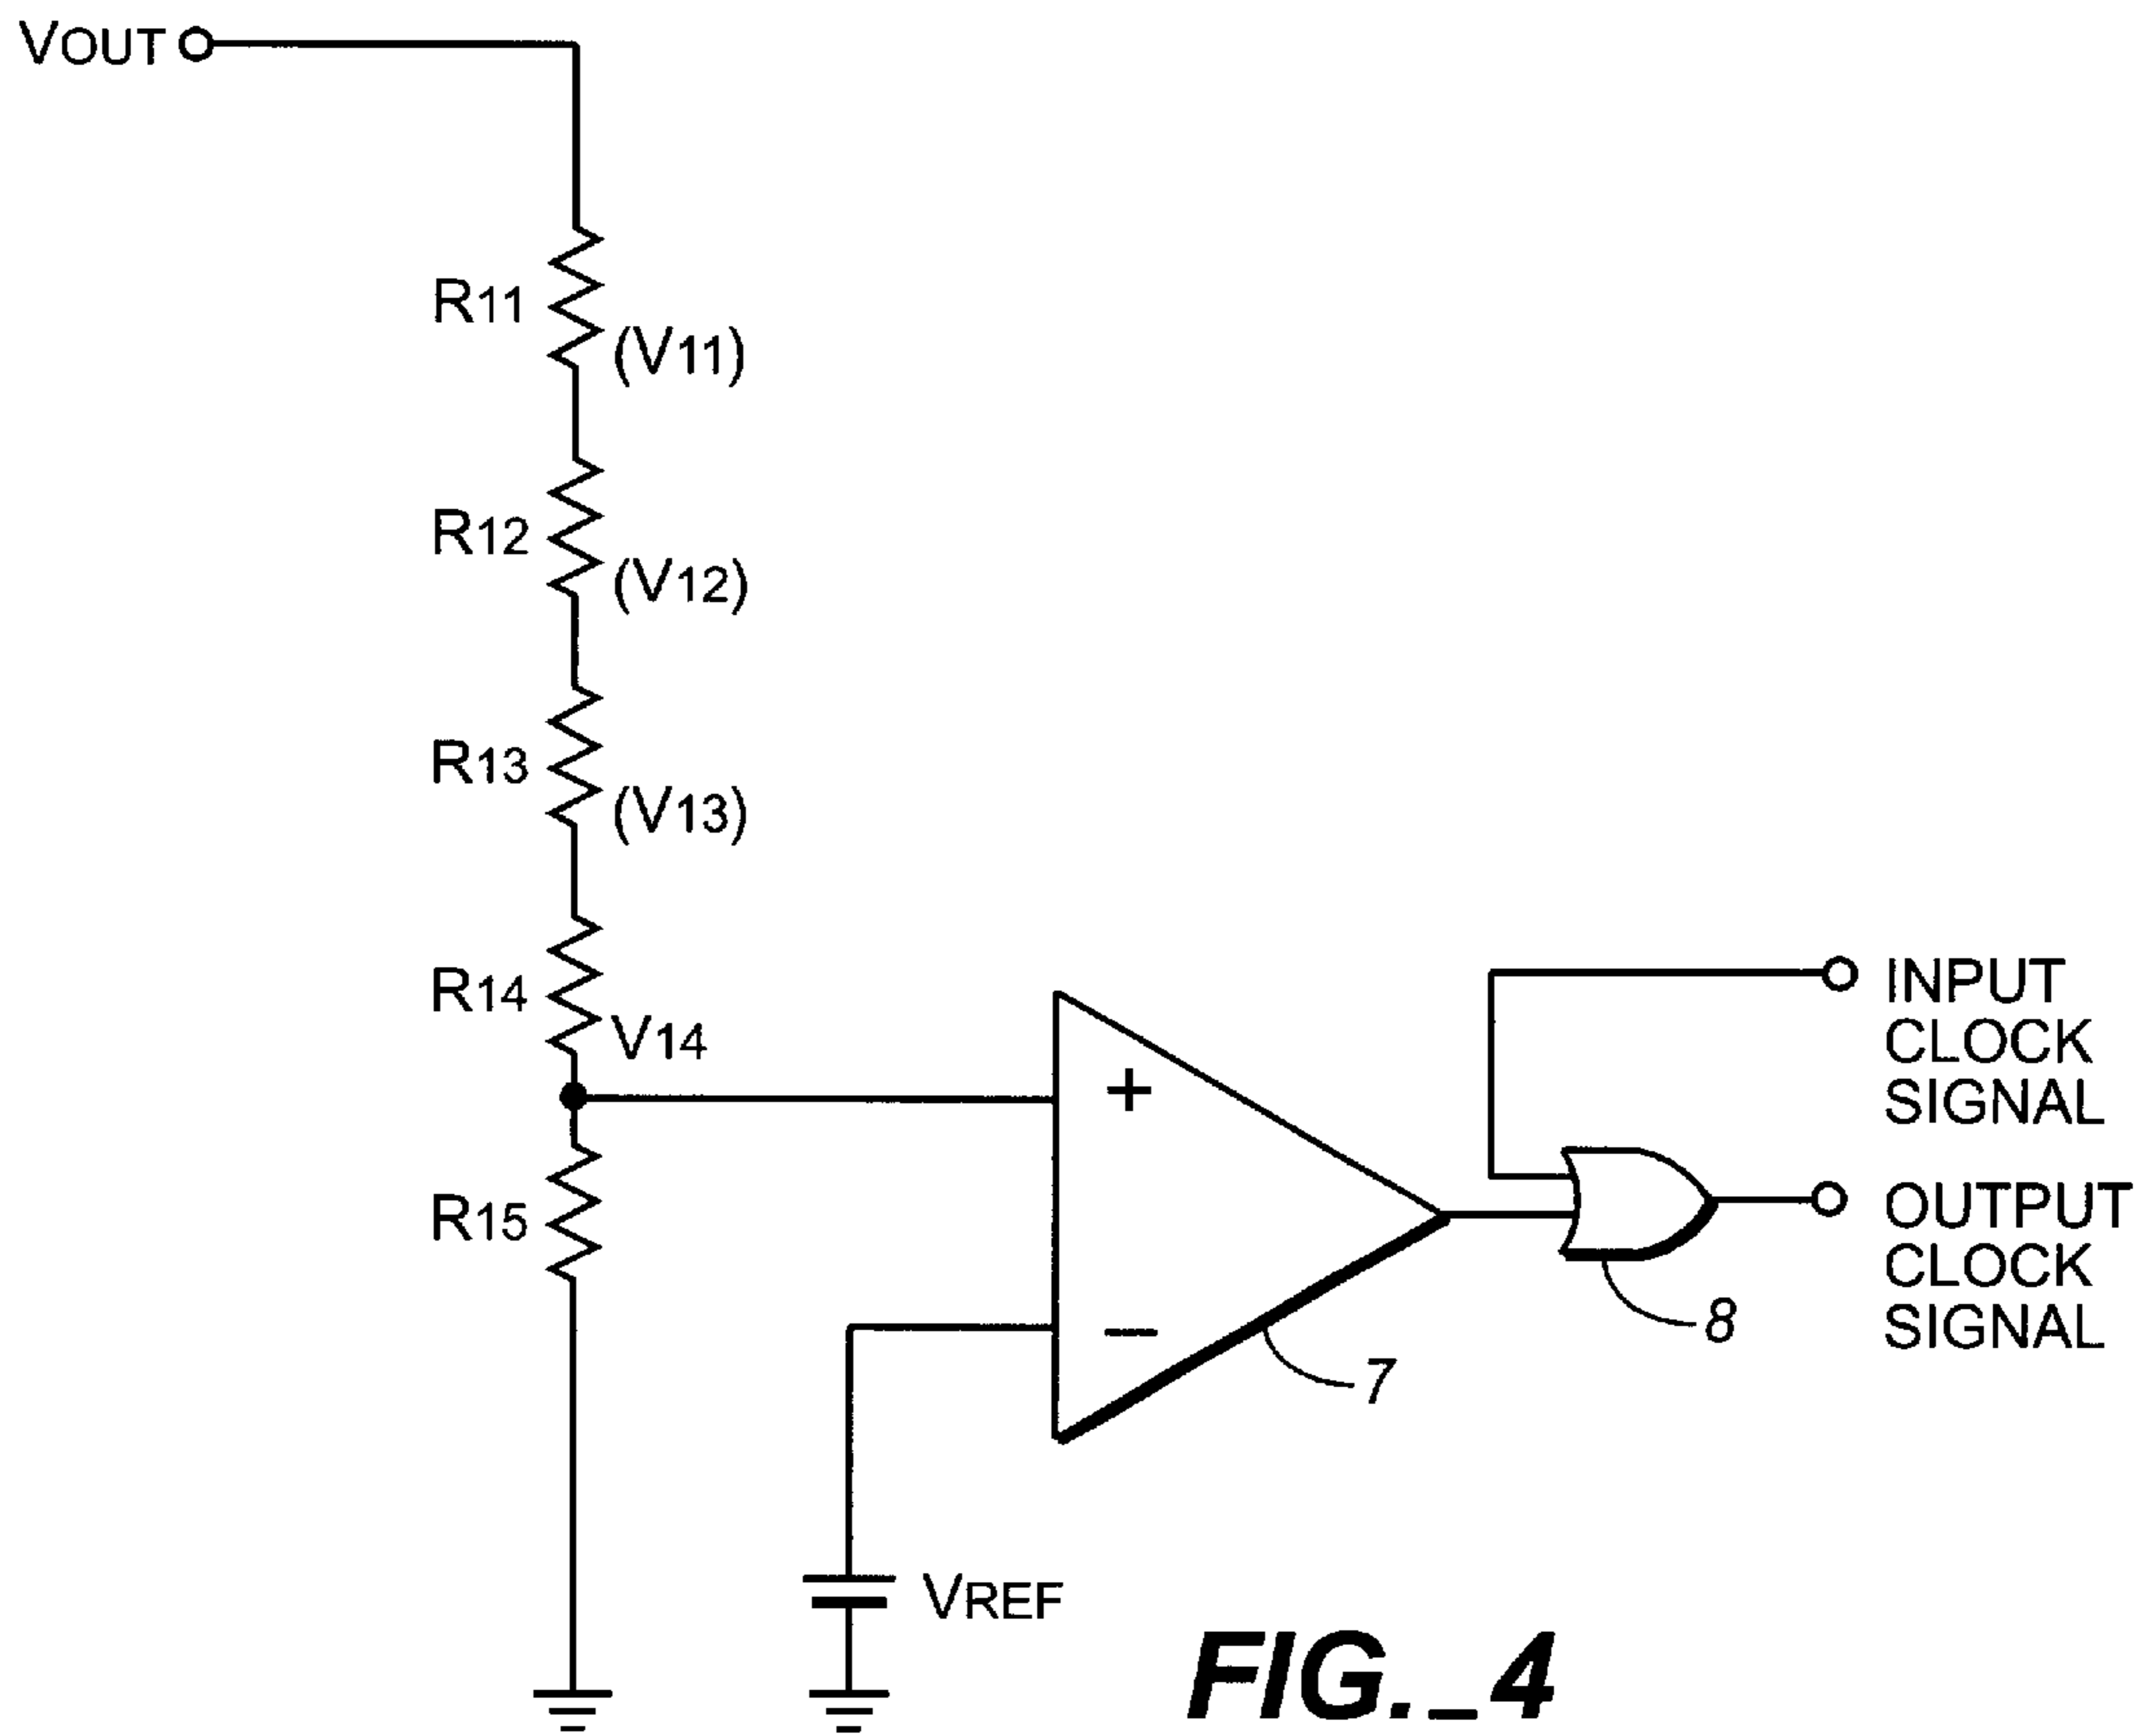 VOUT
R11
(V11)
R12
(V12)
R13
(V13)
R14
V14
R15
+
−
7
8
INPUT
CLOCK
SIGNAL
OUTPUT
CLOCK
SIGNAL
VREF
FIG._4